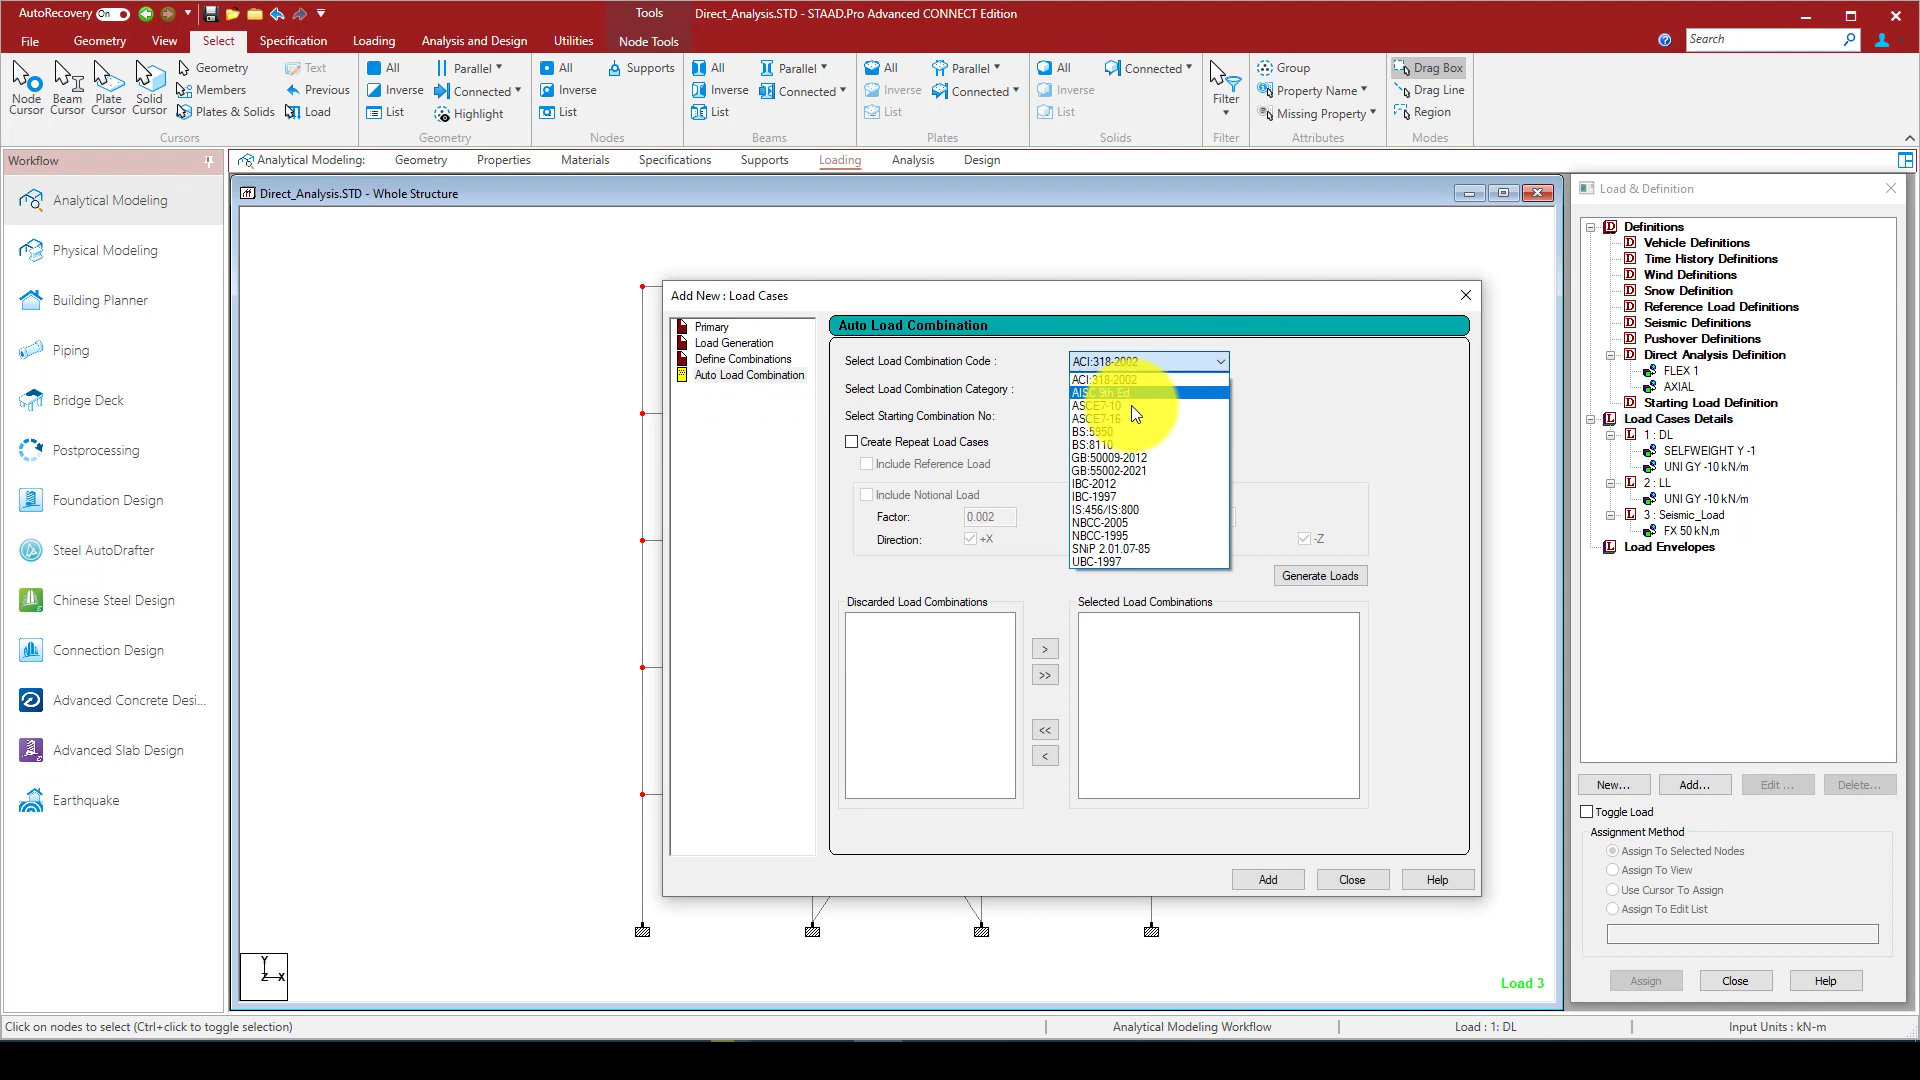 AutoRecovery On
Tools
Direct_Analysis.STD - STAAD.Pro Advanced CONNECT Edition
File
Geometry
View
Select
Specification
Loading
Analysis and Design
Utilities
Node Tools
Search
Node Cursor
Beam Cursor
Plate Cursor
Solid Cursor
Geometry
Members
Plates & Solids
Text
Previous
Load
Cursors
All
Inverse
List
Parallel
Connected
Highlight
Geometry
All
Inverse
List
Supports
Nodes
All
Inverse
List
Parallel
Connected
Beams
All
Inverse
List
Parallel
Connected
Plates
All
Inverse
List
Connected
Solids
Filter
Filter
Group
Property Name
Missing Property
Attributes
Drag Box
Drag Line
Region
Modes
Workflow
Analytical Modeling
Physical Modeling
Building Planner
Piping
Bridge Deck
Postprocessing
Foundation Design
Steel AutoDrafter
Chinese Steel Design
Connection Design
Advanced Concrete Desi...
Advanced Slab Design
Earthquake
Analytical Modeling:
Geometry
Properties
Materials
Specifications
Supports
Loading
Analysis
Design
Direct_Analysis.STD - Whole Structure
Add New : Load Cases
Primary
Load Generation
Define Combinations
Auto Load Combination
Auto Load Combination
Select Load Combination Code :
ACI:318-2002
Select Load Combination Category :
Select Starting Combination No:
ACI:318-2002
AISC 9th Ed
ASCE7-10
ASCE7-16
BS:5950
BS:8110
GB:50009-2012
GB:55002-2021
IBC-2012
IBC-1997
IS:456/IS:800
NBCC-2005
NBCC-1995
SNiP 2.01.07-85
UBC-1997
Create Repeat Load Cases
Include Reference Load
Include Notional Load
Factor:
0.002
Direction:
+X
-Z
Generate Loads
Discarded Load Combinations
Selected Load Combinations
>
>>
<<
<
Add
Close
Help
Y
Z X
Load 3
Load & Definition
Definitions
Vehicle Definitions
Time History Definitions
Wind Definitions
Snow Definition
Reference Load Definitions
Seismic Definitions
Pushover Definitions
Direct Analysis Definition
FLEX 1
AXIAL
Starting Load Definition
Load Cases Details
1 : DL
SELFWEIGHT Y -1
UNI GY -10 kN/m
2 : LL
UNI GY -10 kN/m
3 : Seismic_Load
FX 50 kN,m
Load Envelopes
New...
Add...
Edit ...
Delete...
Toggle Load
Assignment Method
Assign To Selected Nodes
Assign To View
Use Cursor To Assign
Assign To Edit List
Assign
Close
Help
Click on nodes to select (Ctrl+click to toggle selection)
Analytical Modeling Workflow
Load : 1: DL
Input Units : kN-m